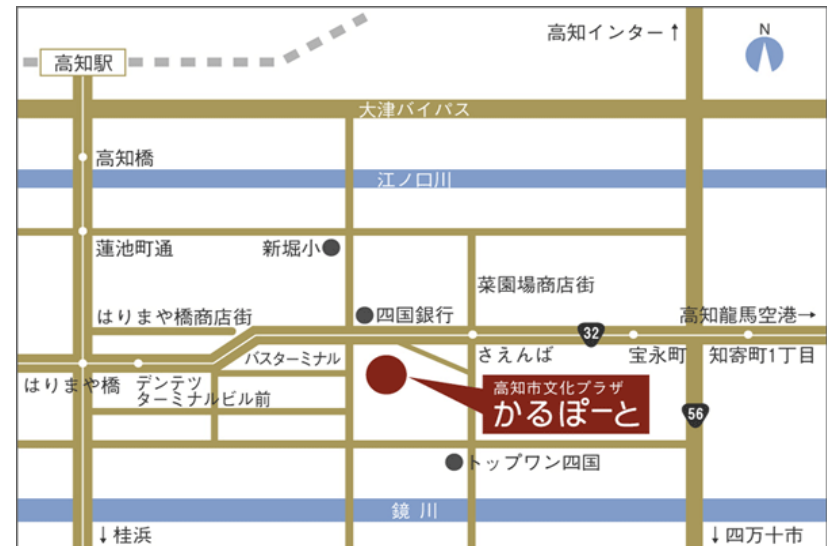 高知インター↑
N
高知駅
大津バイパス
高知橋
江ノ口川
蓮池町通
新堀小
菜園場商店街
はりまや橋商店街
四国銀行
高知龍馬空港→
32
バスターミナル
さえんば
宝永町
知寄町1丁目
はりまや橋
デンテツ
ターミナルビル前
高知市文化プラザ
かるぽーと
56
トップワン四国
鏡川
↓桂浜
↓四万十市